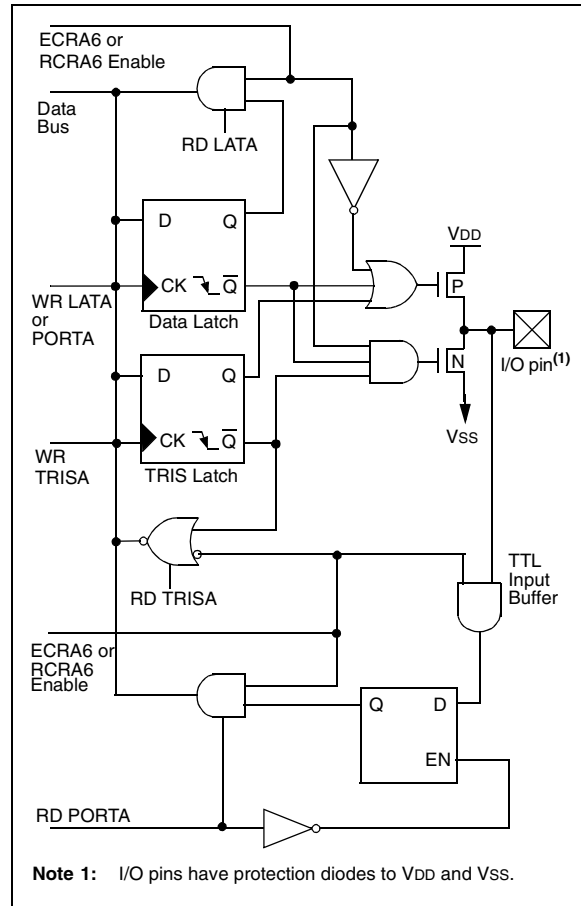 ECRA6 or
RCRA6 Enable
Data
Bus
RD LATA
D
Q
VDD
WR LATA
or
PORTA
CK
Q
Data Latch
P
N
I/O pin(1)
D
Q
VSS
WR
TRISA
CK
Q
TRIS Latch
RD TRISA
TTL
Input
Buffer
ECRA6 or
RCRA6
Enable
Q
D
EN
RD PORTA
Note 1: I/O pins have protection diodes to VDD and VSS.